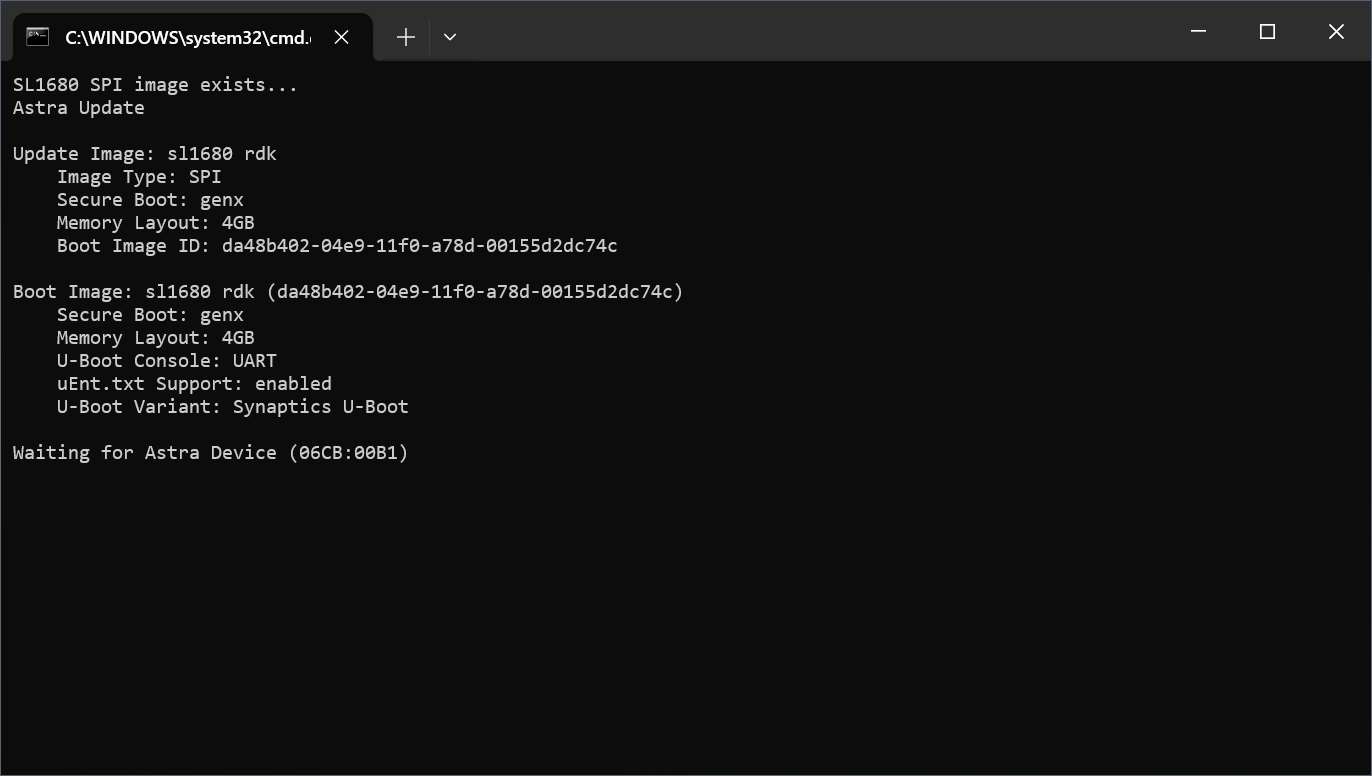 C:\WINDOWS\system32\cmd.
SL1680 SPI image exists...
Astra Update
Update Image: sl1680 rdk
Image Type: SPI
Secure Boot: genx
Memory Layout: 4GB
Boot Image ID: da48b402-04e9-11f0-a78d-00155d2dc74c
Boot Image: sl1680 rdk (da48b402-04e9-11f0-a78d-00155d2dc74c)
Secure Boot: genx
Memory Layout: 4GB
U-Boot Console: UART
uEnt.txt Support: enabled
U-Boot Variant: Synaptics U-Boot
Waiting for Astra Device (06CB:00B1)